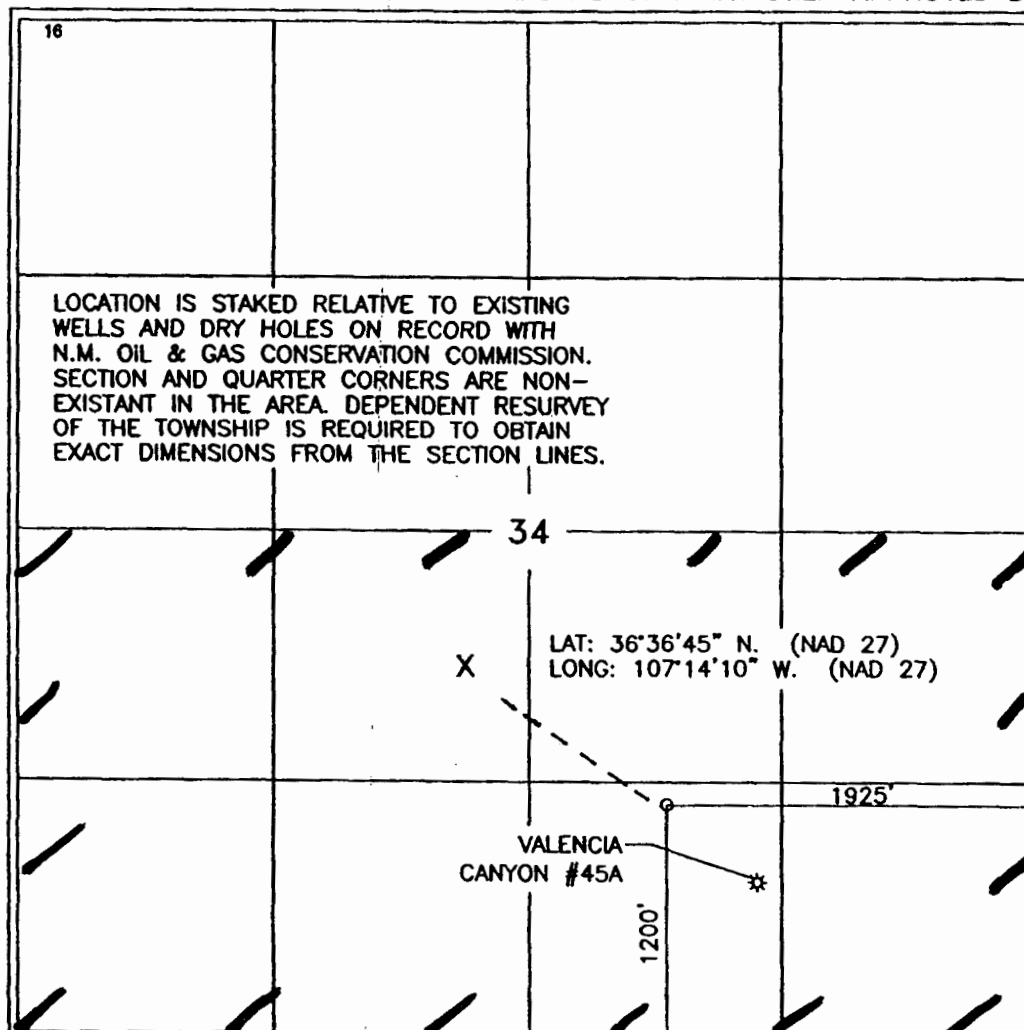 16
LOCATION IS STAKED RELATIVE TO EXISTING
WELLS AND DRY HOLES ON RECORD WITH
N.M. OIL & GAS CONSERVATION COMMISSION.
SECTION AND QUARTER CORNERS ARE NON-
EXISTANT IN THE AREA. DEPENDENT RESURVEY
OF THE TOWNSHIP IS REQUIRED TO OBTAIN
EXACT DIMENSIONS FROM THE SECTION LINES.
34
LAT: 36°36'45" N. (NAD 27)
X
LONG: 107°14'10" W. (NAD 27)
1925'
VALENCIA
CANYON #45A
1200'